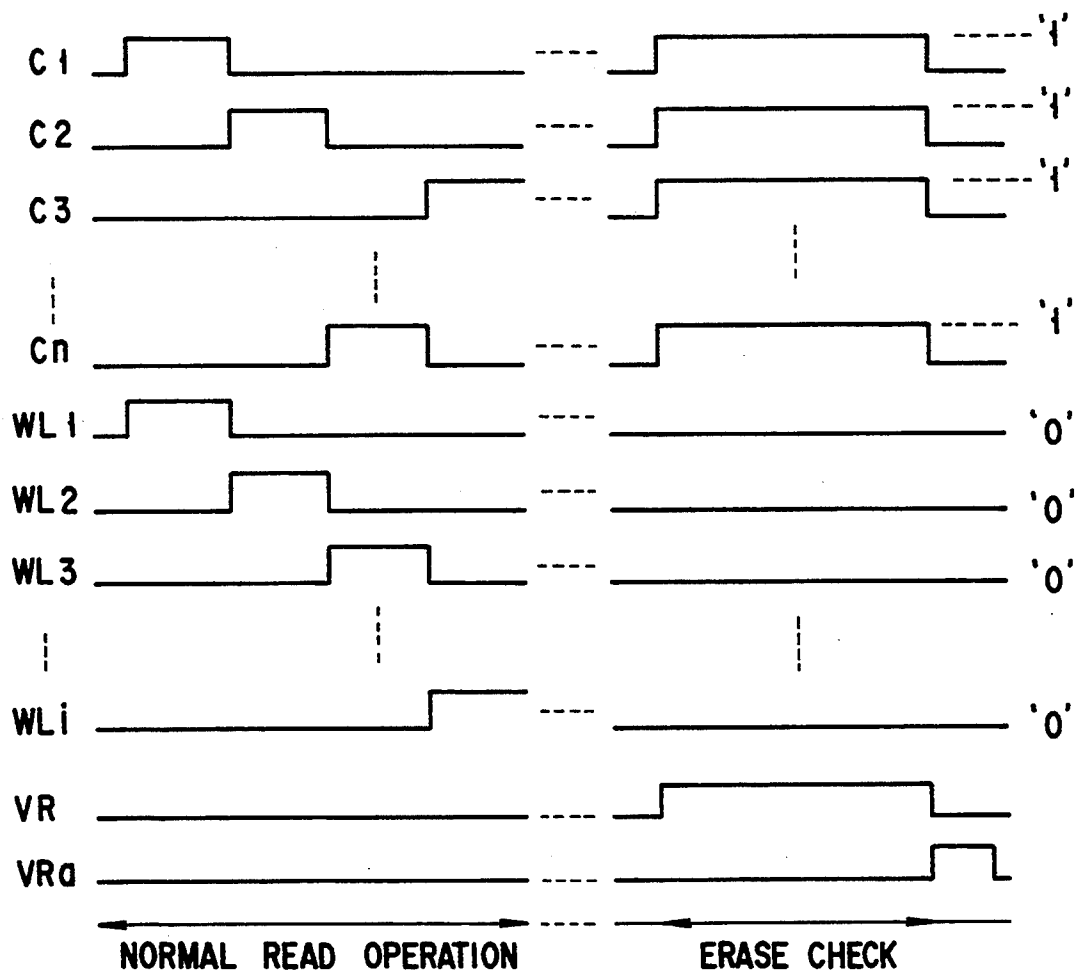 C1 '1'
C2 '1'
C3 '1'
Cn '1'
WL1 '0'
WL2 '0'
WL3 '0'
WLi '0'
VR
VRa
NORMAL READ OPERATION ERASE CHECK